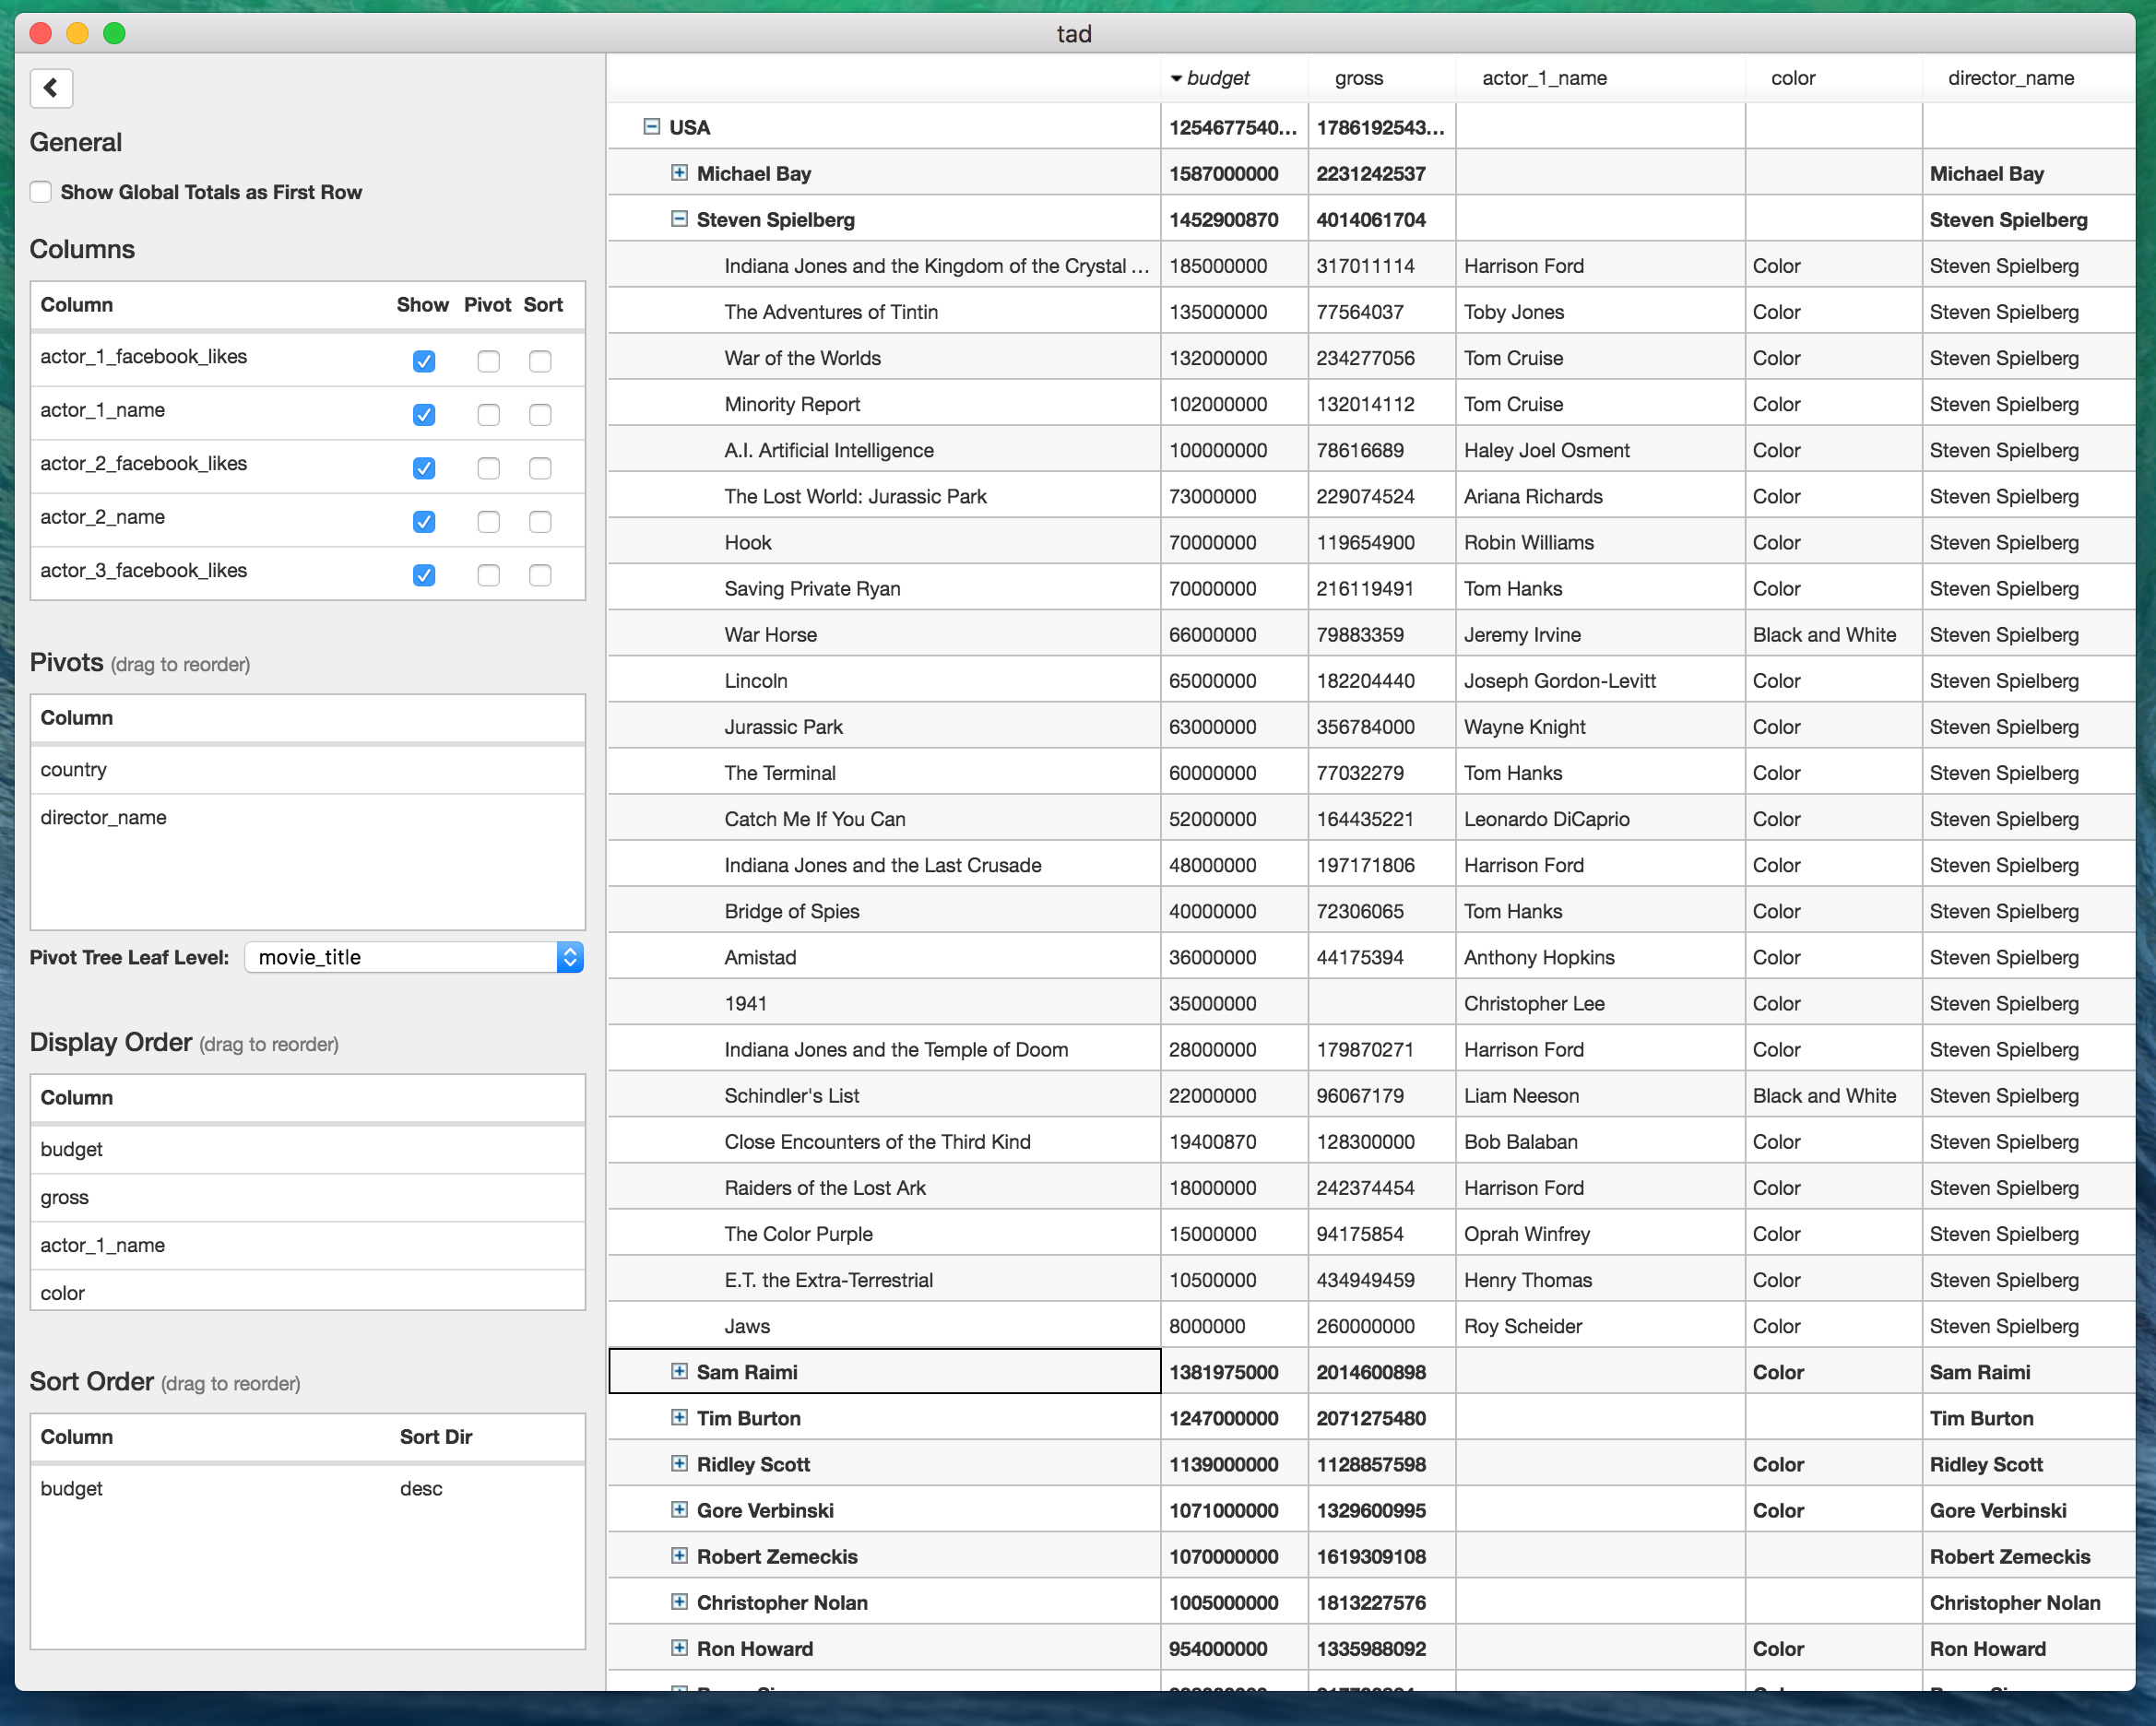 tad
General
Show Global Totals as First Row
Columns
Column Show Pivot Sort
actor_1_facebook_likes
actor_1_name
actor_2_facebook_likes
actor_2_name
actor_3_facebook_likes
Pivots (drag to reorder)
Column
country
director_name
Pivot Tree Leaf Level: movie_title
Display Order (drag to reorder)
Column
budget
gross
actor_1_name
color
Sort Order (drag to reorder)
Column Sort Dir
budget desc
budget gross actor_1_name color director_name
USA 1254677540... 1786192543...
Michael Bay 1587000000 2231242537 Michael Bay
Steven Spielberg 1452900870 4014061704 Steven Spielberg
Indiana Jones and the Kingdom of the Crystal ... 185000000 317011114 Harrison Ford Color Steven Spielberg
The Adventures of Tintin 135000000 77564037 Toby Jones Color Steven Spielberg
War of the Worlds 132000000 234277056 Tom Cruise Color Steven Spielberg
Minority Report 102000000 132014112 Tom Cruise Color Steven Spielberg
A.I. Artificial Intelligence 100000000 78616689 Haley Joel Osment Color Steven Spielberg
The Lost World: Jurassic Park 73000000 229074524 Ariana Richards Color Steven Spielberg
Hook 70000000 119654900 Robin Williams Color Steven Spielberg
Saving Private Ryan 70000000 216119491 Tom Hanks Color Steven Spielberg
War Horse 66000000 79883359 Jeremy Irvine Black and White Steven Spielberg
Lincoln 65000000 182204440 Joseph Gordon-Levitt Color Steven Spielberg
Jurassic Park 63000000 356784000 Wayne Knight Color Steven Spielberg
The Terminal 60000000 77032279 Tom Hanks Color Steven Spielberg
Catch Me If You Can 52000000 164435221 Leonardo DiCaprio Color Steven Spielberg
Indiana Jones and the Last Crusade 48000000 197171806 Harrison Ford Color Steven Spielberg
Bridge of Spies 40000000 72306065 Tom Hanks Color Steven Spielberg
Amistad 36000000 44175394 Anthony Hopkins Color Steven Spielberg
1941 35000000 Christopher Lee Color Steven Spielberg
Indiana Jones and the Temple of Doom 28000000 179870271 Harrison Ford Color Steven Spielberg
Schindler's List 22000000 96067179 Liam Neeson Black and White Steven Spielberg
Close Encounters of the Third Kind 19400870 128300000 Bob Balaban Color Steven Spielberg
Raiders of the Lost Ark 18000000 242374454 Harrison Ford Color Steven Spielberg
The Color Purple 15000000 94175854 Oprah Winfrey Color Steven Spielberg
E.T. the Extra-Terrestrial 10500000 434949459 Henry Thomas Color Steven Spielberg
Jaws 8000000 260000000 Roy Scheider Color Steven Spielberg
Sam Raimi 1381975000 2014600898 Color Sam Raimi
Tim Burton 1247000000 2071275480 Tim Burton
Ridley Scott 1139000000 1128857598 Color Ridley Scott
Gore Verbinski 1071000000 1329600995 Color Gore Verbinski
Robert Zemeckis 1070000000 1619309108 Robert Zemeckis
Christopher Nolan 1005000000 1813227576 Christopher Nolan
Ron Howard 954000000 1335988092 Color Ron Howard